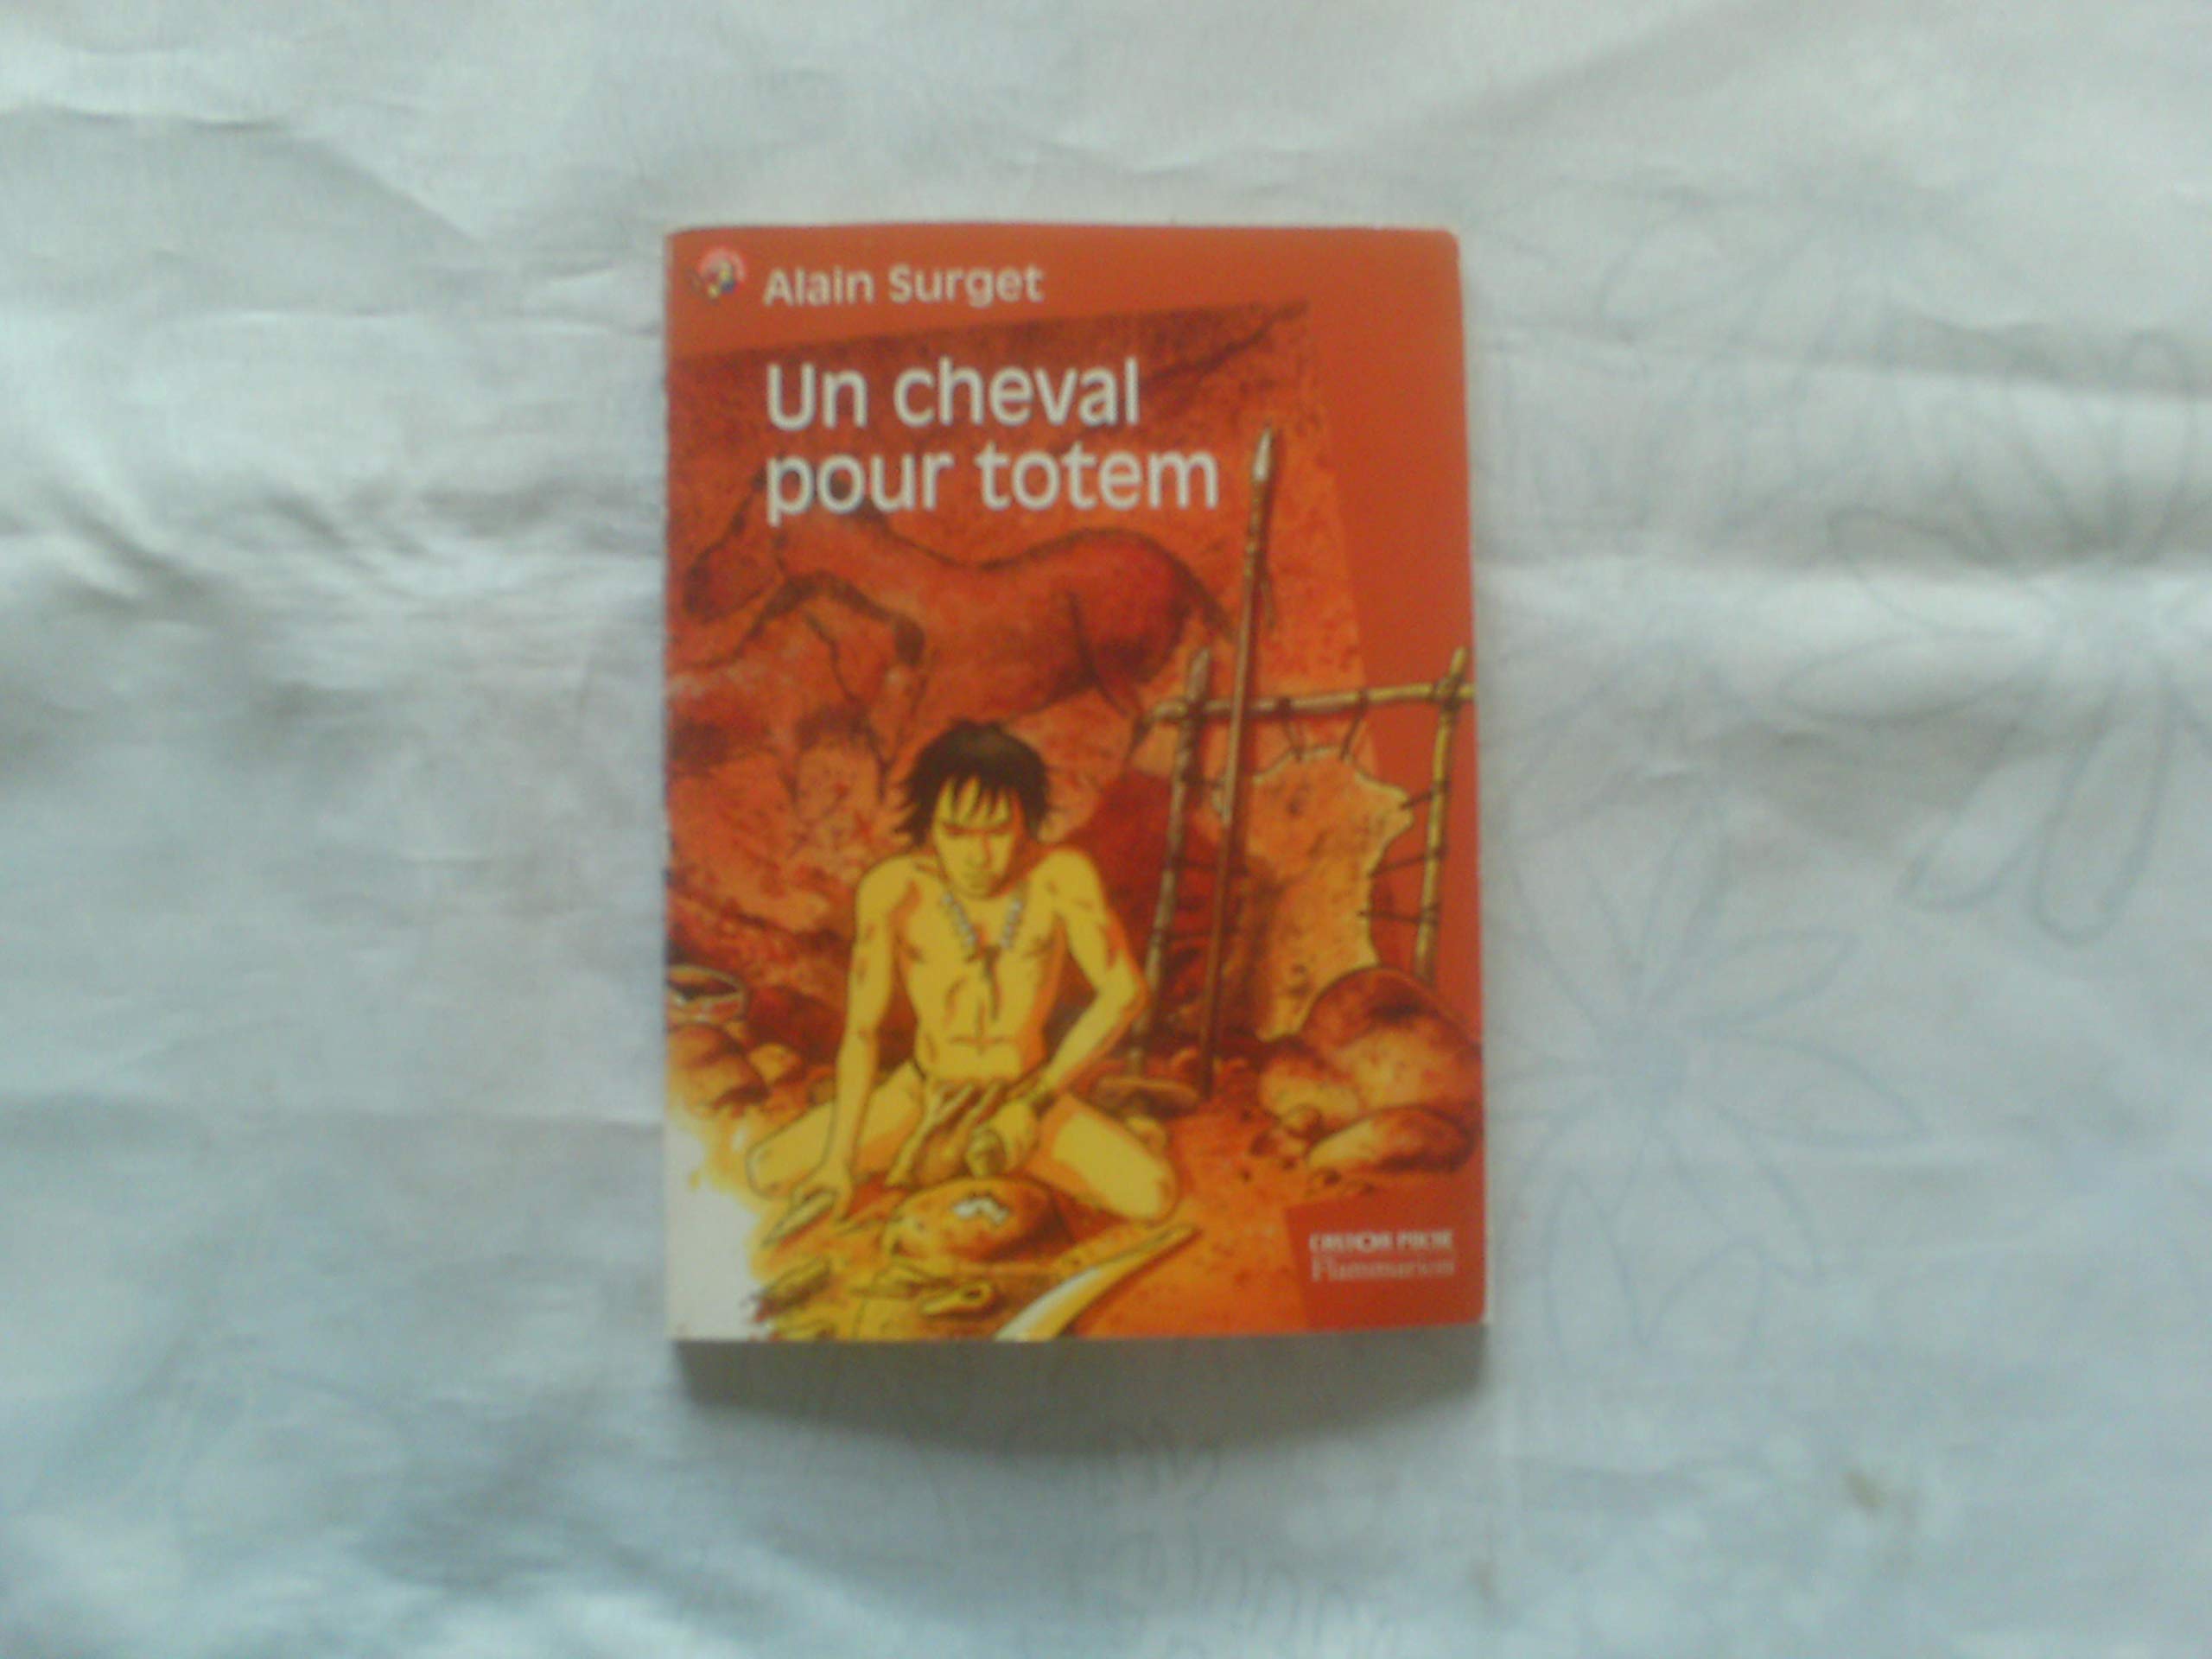 Alain Surget
Un cheval
pour totem
CASTOR POCHE
Flammarion